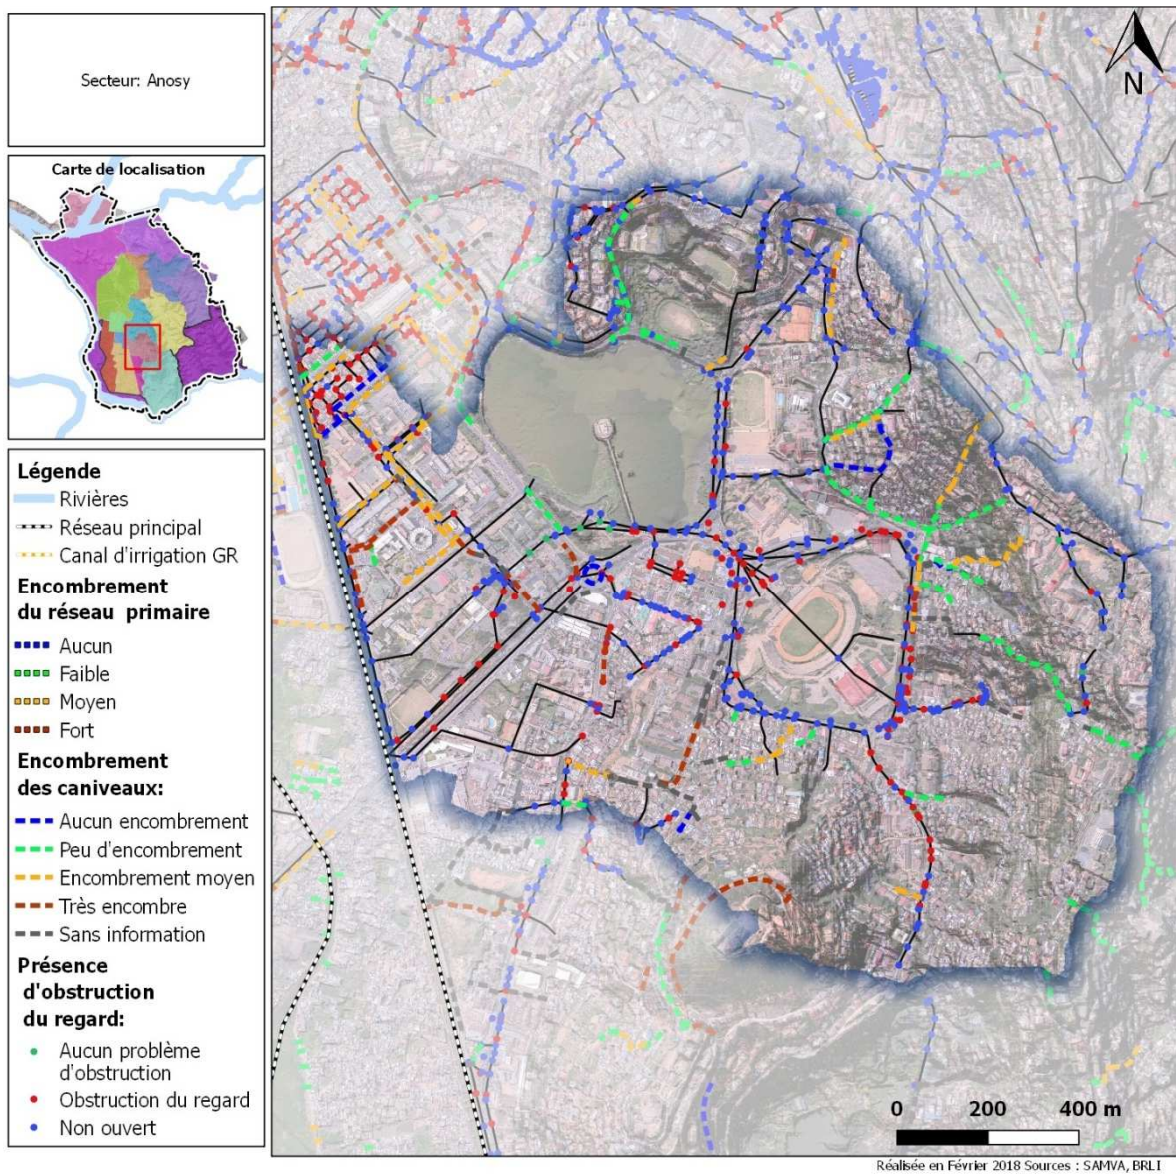 Secteur: Anosy
Carte de localisation
Légende
Rivières
Réseau principal
Canal d'irrigation GR
Encombrement
du réseau primaire
Aucun
Faible
Moyen
Fort
Encombrement
des caniveaux:
Aucun encombrement
Peu d'encombrement
Encombrement moyen
Très encombre
Sans information
Présence
d'obstruction
du regard:
Aucun problème
d'obstruction
Obstruction du regard
Non ouvert
N
0 200 400 m
Réalisée en Février 2018 Sources : SAMVA, BRLI